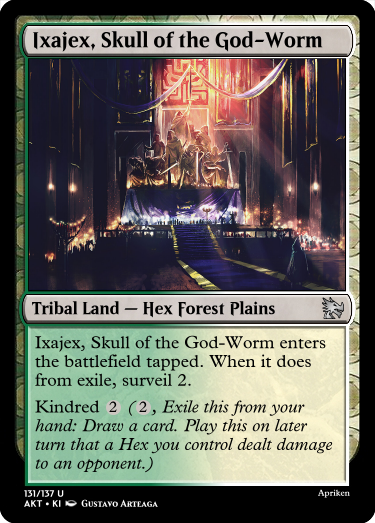 Ixajex, Skull of the God-Worm
Tribal Land — Hex Forest Plains
Ixajex, Skull of the God-Worm enters
the battlefield tapped. When it does
from exile, surveil 2.
Kindred 2 (2, Exile this from your
hand: Draw a card. Play this on later
turn that a Hex you control dealt damage
to an opponent.)
131/137 U
Apriken
AKT • KI Gustavo Arteaga